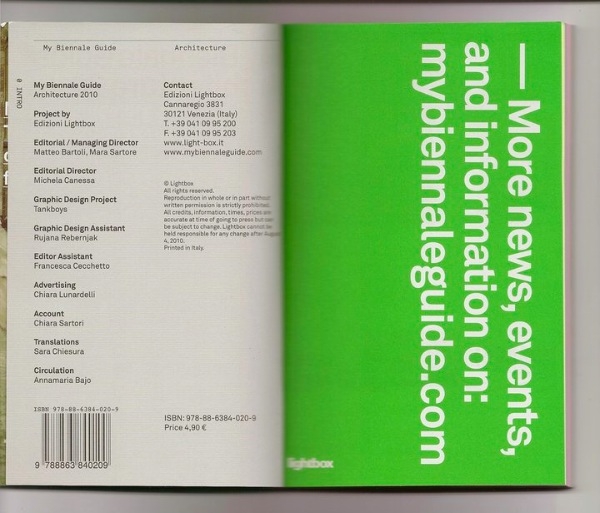 My Biennale Guide
Architecture
0 INTRO
My Biennale Guide
Architecture 2010
Project by
Edizioni Lightbox
Editorial / Managing Director
Matteo Bartoli, Mara Sartore
Editorial Director
Michela Canessa
Graphic Design Project
Tankboys
Graphic Design Assistant
Rujana Rebernjak
Editor Assistant
Francesca Cecchetto
Advertising
Chiara Lunardelli
Account
Chiara Sartori
Translations
Sara Chiesura
Circulation
Annamaria Bajo
ISBN 978-88-6384-020-9
9 788863 840209
Contact
Edizioni Lightbox
Cannaregio 3831
30121 Venezia (Italy)
T. +39 041 09 95 200
F. +39 041 09 95 203
www.light-box.it
www.mybiennaleguide.com
© Lightbox
All rights reserved.
Reproduction in whole or in part without
written permission is strictly prohibited.
All credits, information, times, prices are
accurate at time of going to press but can
be subject to change. Lightbox cannot be
held responsible for any change after August
4, 2010.
Printed in Italy.
ISBN: 978-88-6384-020-9
Price 4,90 €
— More news, events,
and information on:
mybiennaleguide.com
lightbox